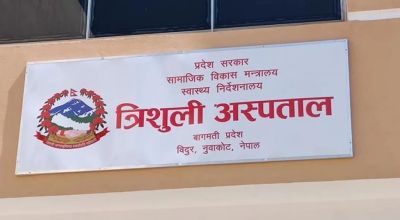 प्रदेश सरकार
सामाजिक विकास मन्त्रालय
स्वास्थ्य निर्देशनालय
त्रिशुली अस्पताल
बागमती प्रदेश
विदुर, नुवाकोट, नेपाल